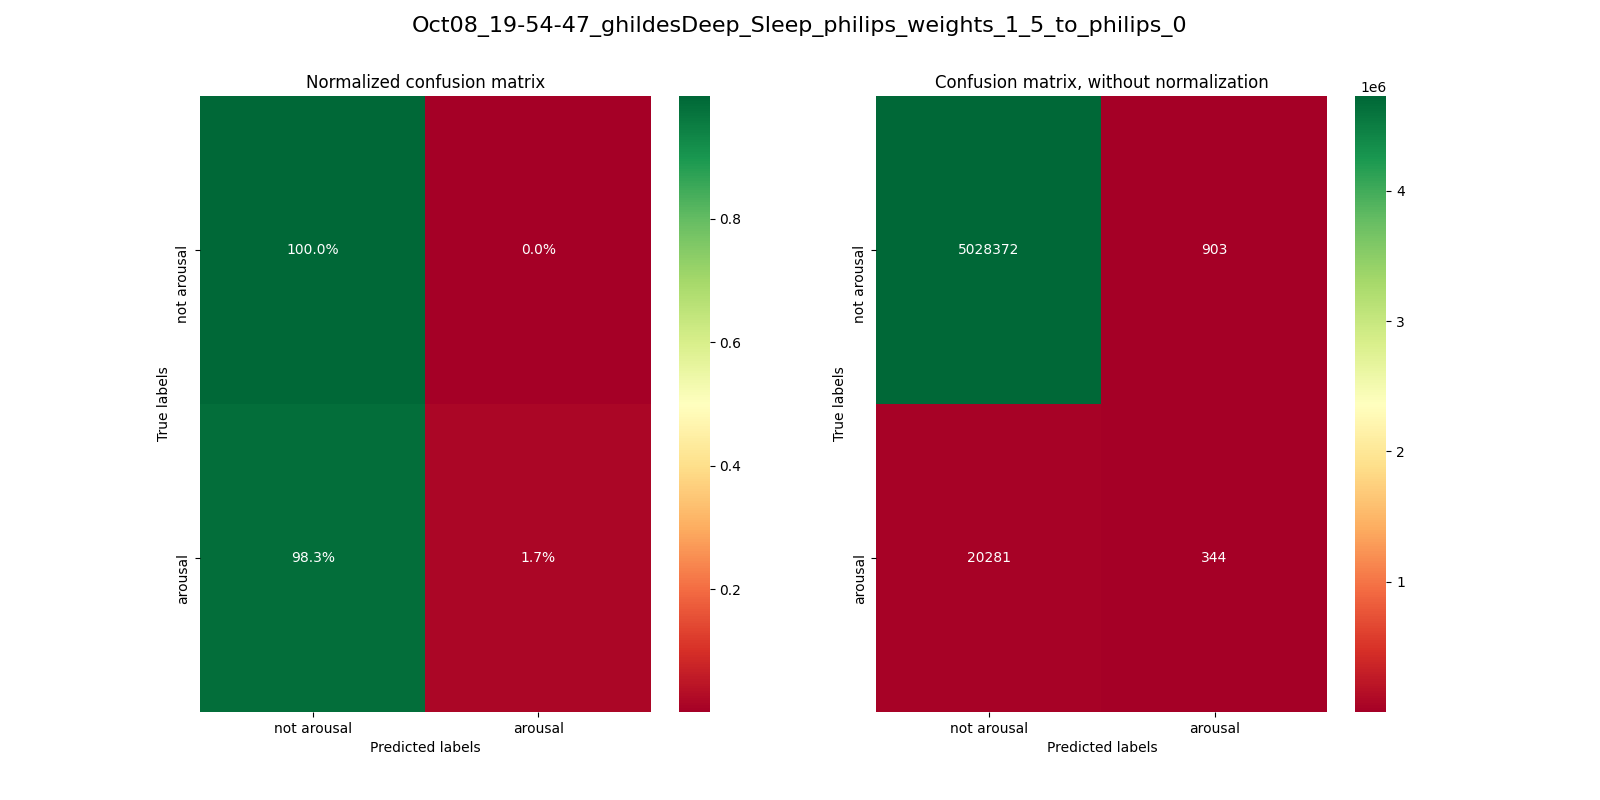 Oct08_19-54-47_ghildesDeep_Sleep_philips_weights_1_5_to_philips_0
Normalized confusion matrix
True labels
not arousal
arousal
100.0%
0.0%
98.3%
1.7%
not arousal
arousal
Predicted labels
0.8
0.6
0.4
0.2
Confusion matrix, without normalization
True labels
not arousal
arousal
5028372
903
20281
344
not arousal
arousal
Predicted labels
1e6
4
3
2
1